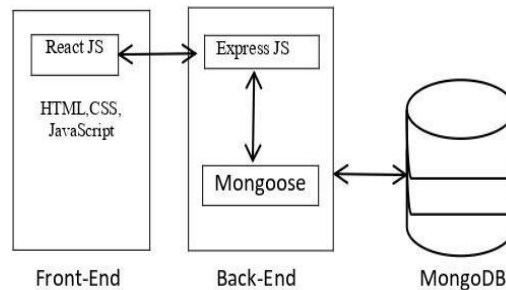 React JS
HTML,CSS,
JavaScript
Express JS
Mongoose
Front-End
Back-End
MongoDB